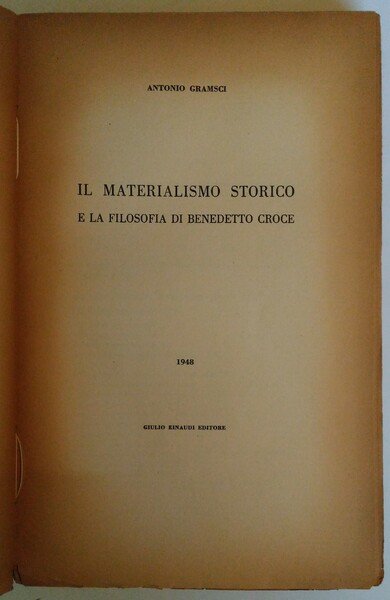 ANTONIO GRAMSCI
IL MATERIALISMO STORICO
E LA FILOSOFIA DI BENEDETTO CROCE
1948
GIULIO EINAUDI EDITORE